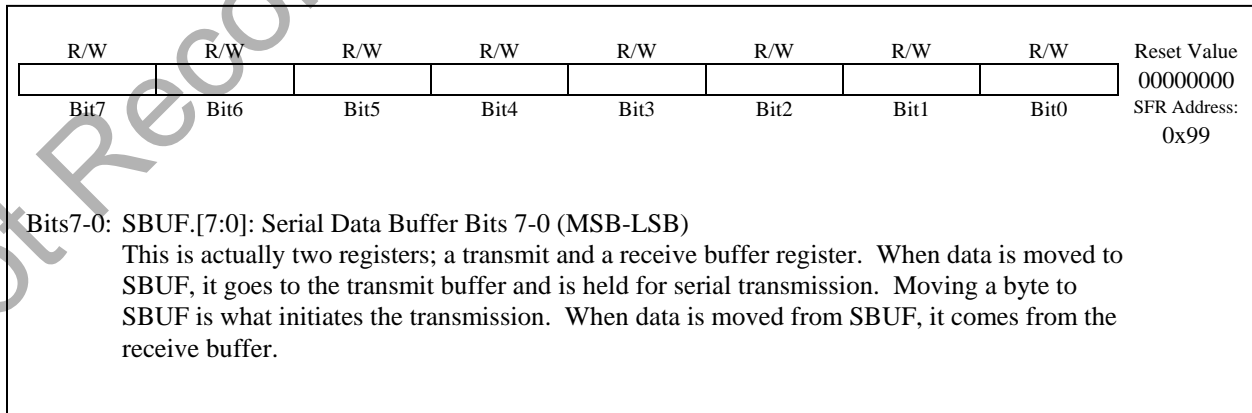 R/W R/W R/W R/W R/W R/W R/W R/W Reset Value
00000000
Bit7 Bit6 Bit5 Bit4 Bit3 Bit2 Bit1 Bit0 SFR Address:
0x99
Bits7-0: SBUF.[7:0]: Serial Data Buffer Bits 7-0 (MSB-LSB)
This is actually two registers; a transmit and a receive buffer register. When data is moved to
SBUF, it goes to the transmit buffer and is held for serial transmission. Moving a byte to
SBUF is what initiates the transmission. When data is moved from SBUF, it comes from the
receive buffer.